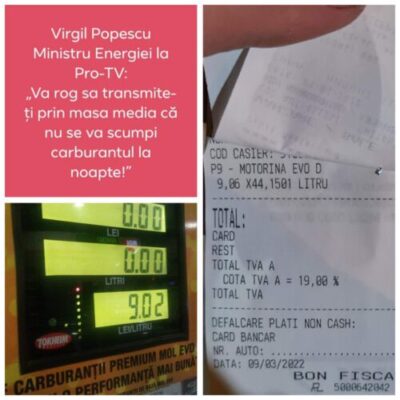 Virgil Popescu
Ministru Energiei la
Pro-TV:
„Va rog sa transmite-
ți prin masa media că
nu se va scumpi
carburantul la
noapte!”
0.00
LEI
0.00
LITRI
9.02
LEI/LITRU
TOKHEIM
CARBURANȚII PREMIUM MOL EVO
O PERFORMANȚĂ MAI BUNĂ
COD CASIER:
P9 - MOTORINA EVO D
9,06 X44,1501 LITRU
TOTAL:
CARD
REST
TOTAL TVA A
COTA TVA A = 19,00 %
TOTAL TVA
DEFALCARE PLATI NON CASH:
CARD BANCAR
NR. AUTO:
DATA: 09/03/2022
BON FISCA
5000642042